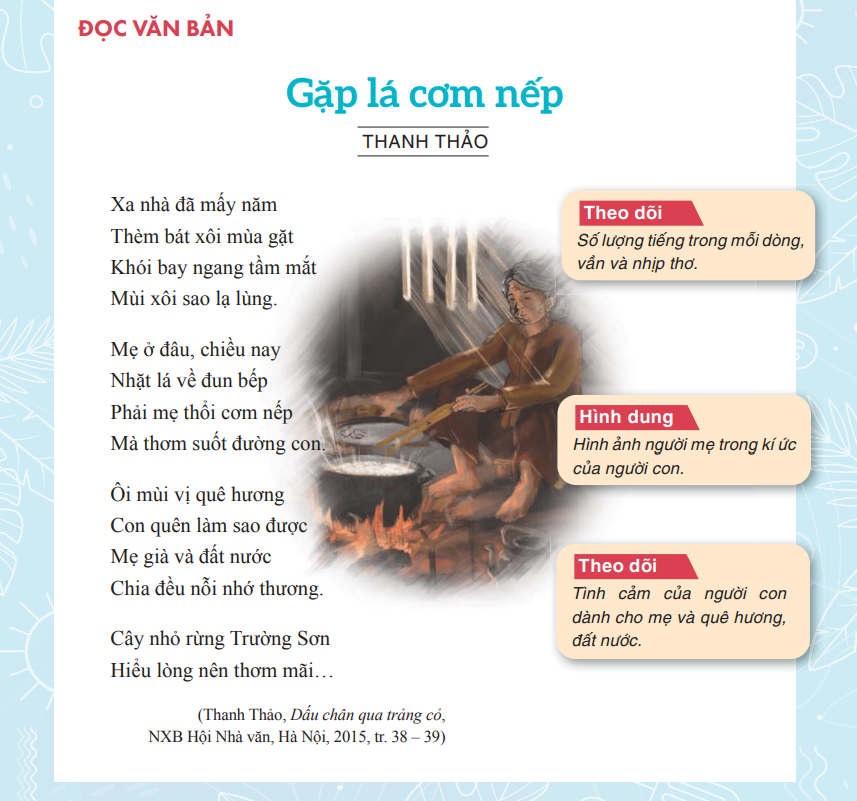 ĐỌC VĂN BẢN
Gặp lá cơm nếp
THANH THẢO
Xa nhà đã mấy năm
Thèm bát xôi mùa gặt
Khói bay ngang tầm mắt
Mùi xôi sao lạ lùng.
Mẹ ở đâu, chiều nay
Nhặt lá về đun bếp
Phải mẹ thổi cơm nếp
Mà thơm suốt đường con.
Ôi mùi vị quê hương
Con quên làm sao được
Mẹ già và đất nước
Chia đều nỗi nhớ thương.
Cây nhỏ rừng Trường Sơn
Hiểu lòng nên thơm mãi…
(Thanh Thảo, Dấu chân qua trảng cỏ,
NXB Hội Nhà văn, Hà Nội, 2015, tr. 38 – 39)
Theo dõi
Số lượng tiếng trong mỗi dòng,
vần và nhịp thơ.
Hình dung
Hình ảnh người mẹ trong kí ức
của người con.
Theo dõi
Tình cảm của người con
dành cho mẹ và quê hương,
đất nước.